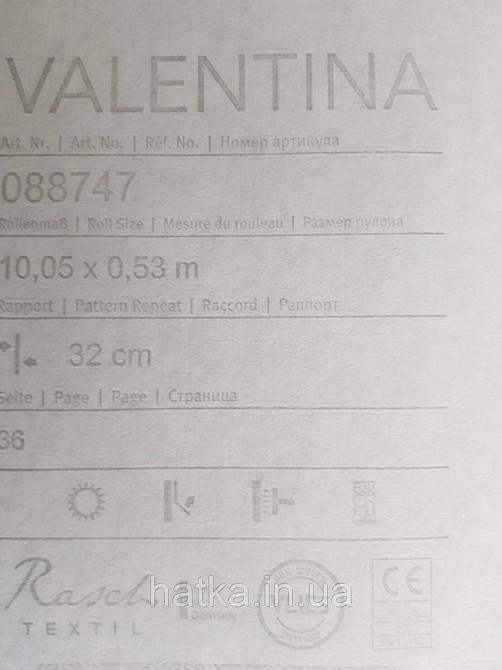 VALENTINA
Art. Nr. | Art. No. | Réf. No. | Номер артикула
088747
Rollenmaß | Roll Size | Mesure du rouleau | Размер рулона
10,05 x 0,53 m
Rapport | Pattern Repeat | Raccord | Раппорт
32 cm
Seite | Page | Page | Страница
36
Rasch
Germany
TEXTIL
CE
hatka.in.ua